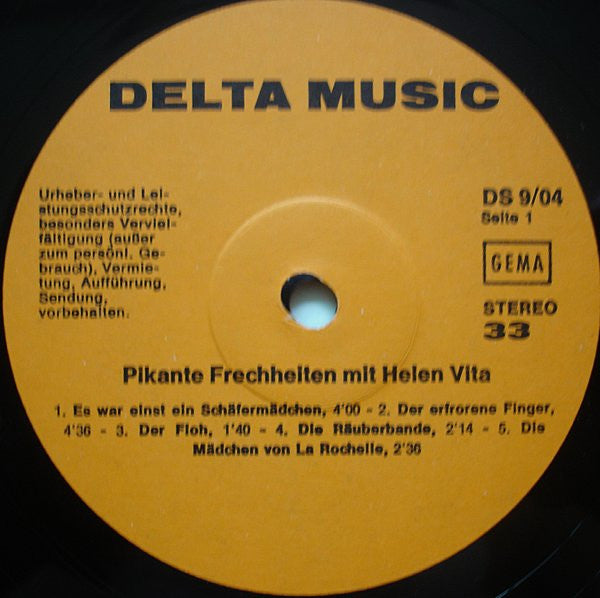 DELTA MUSIC
Urheber- und Lei-
stungsschutzrechte,
besonders Verviel-
fältigung (außer
zum persönl. Ge-
brauch), Vermie-
tung, Aufführung,
Sendung,
vorbehalten.
DS 9/04
Seite 1
GEMA
STEREO
33
Pikante Frechheiten mit Helen Vita
1. Es war einst ein Schäfermädchen, 4'00 - 2. Der erfrorene Finger,
4'36 - 3. Der Floh, 1'40 - 4. Die Räuberbande, 2'14 - 5. Die
Mädchen von La Rochelle, 2'36